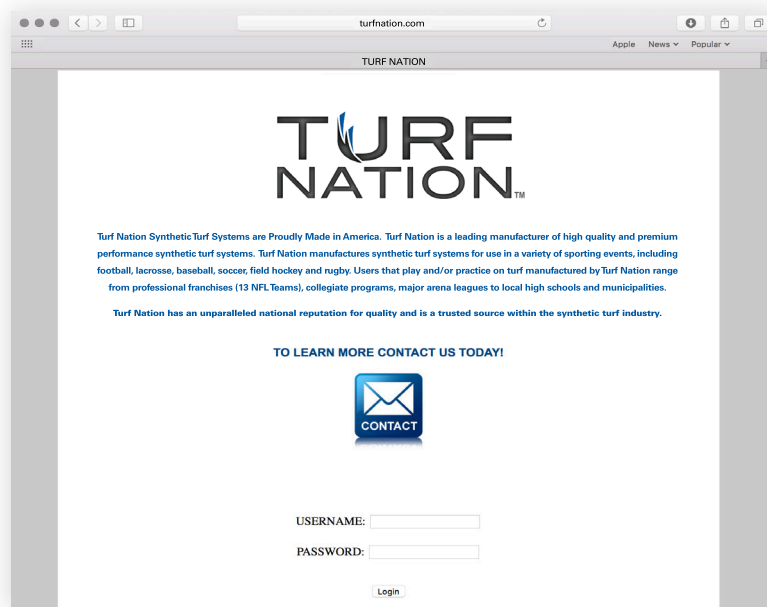 turfnation.com
Apple News Popular
TURF NATION
TURF
NATION™
Turf Nation Synthetic Turf Systems are Proudly Made in America. Turf Nation is a leading manufacturer of high quality and premium
performance synthetic turf systems. Turf Nation manufactures synthetic turf systems for use in a variety of sporting events, including
football, lacrosse, baseball, soccer, field hockey and rugby. Users that play and/or practice on turf manufactured by Turf Nation range
from professional franchises (13 NFL Teams), collegiate programs, major arena leagues to local high schools and municipalities.
Turf Nation has an unparalleled national reputation for quality and is a trusted source within the synthetic turf industry.
TO LEARN MORE CONTACT US TODAY!
CONTACT
USERNAME:
PASSWORD:
Login